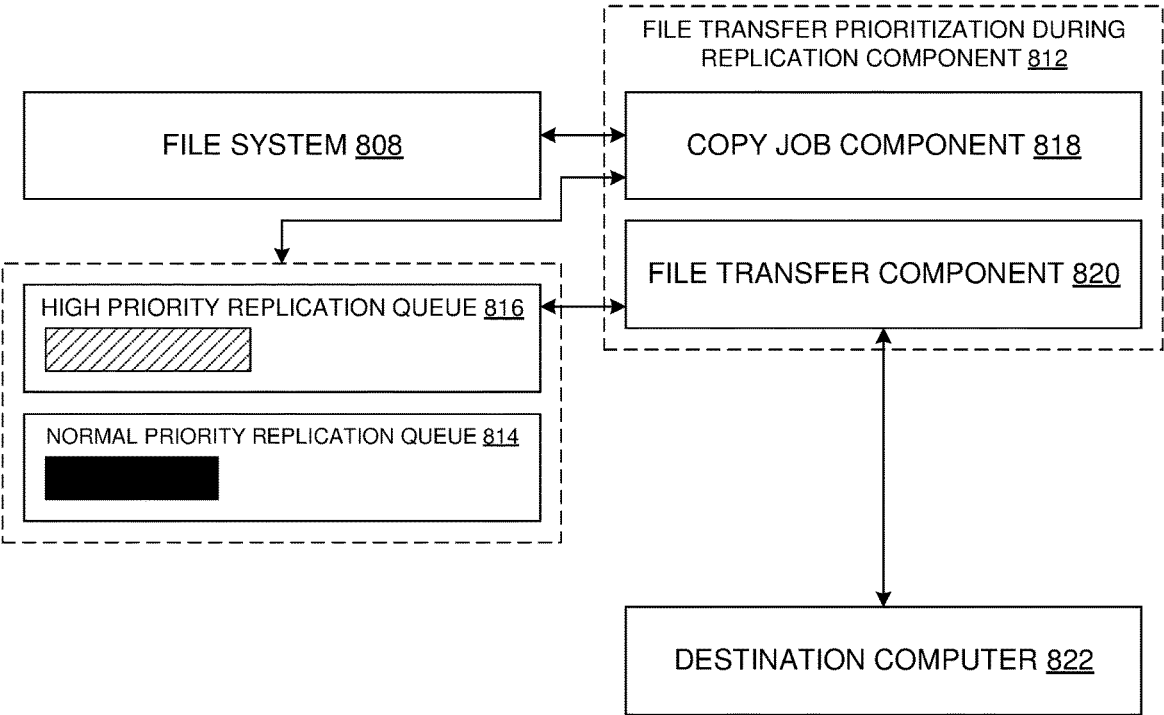 FILE TRANSFER PRIORITIZATION DURING
REPLICATION COMPONENT 812
FILE SYSTEM 808
COPY JOB COMPONENT 818
FILE TRANSFER COMPONENT 820
HIGH PRIORITY REPLICATION QUEUE 816
NORMAL PRIORITY REPLICATION QUEUE 814
DESTINATION COMPUTER 822